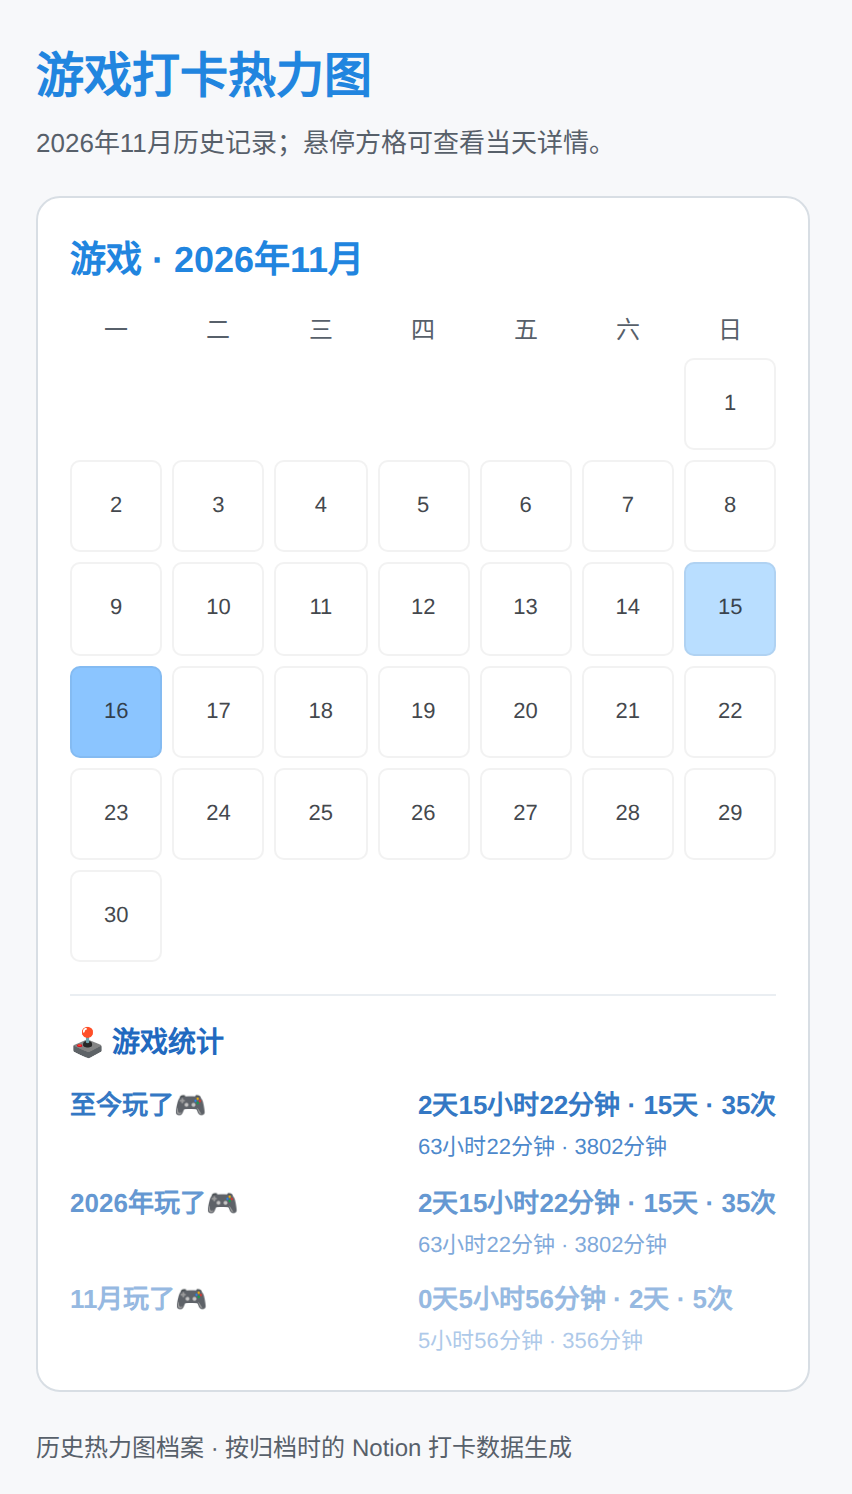 游戏打卡热力图
2026年11月历史记录；悬停方格可查看当天详情。
游戏 · 2026年11月
一 二 三 四 五 六 日
1
2 3 4 5 6 7 8
9 10 11 12 13 14 15
16 17 18 19 20 21 22
23 24 25 26 27 28 29
30
🕹️ 游戏统计
至今玩了🎮 2天15小时22分钟 · 15天 · 35次
63小时22分钟 · 3802分钟
2026年玩了🎮 2天15小时22分钟 · 15天 · 35次
63小时22分钟 · 3802分钟
11月玩了🎮 0天5小时56分钟 · 2天 · 5次
5小时56分钟 · 356分钟
历史热力图档案 · 按归档时的 Notion 打卡数据生成